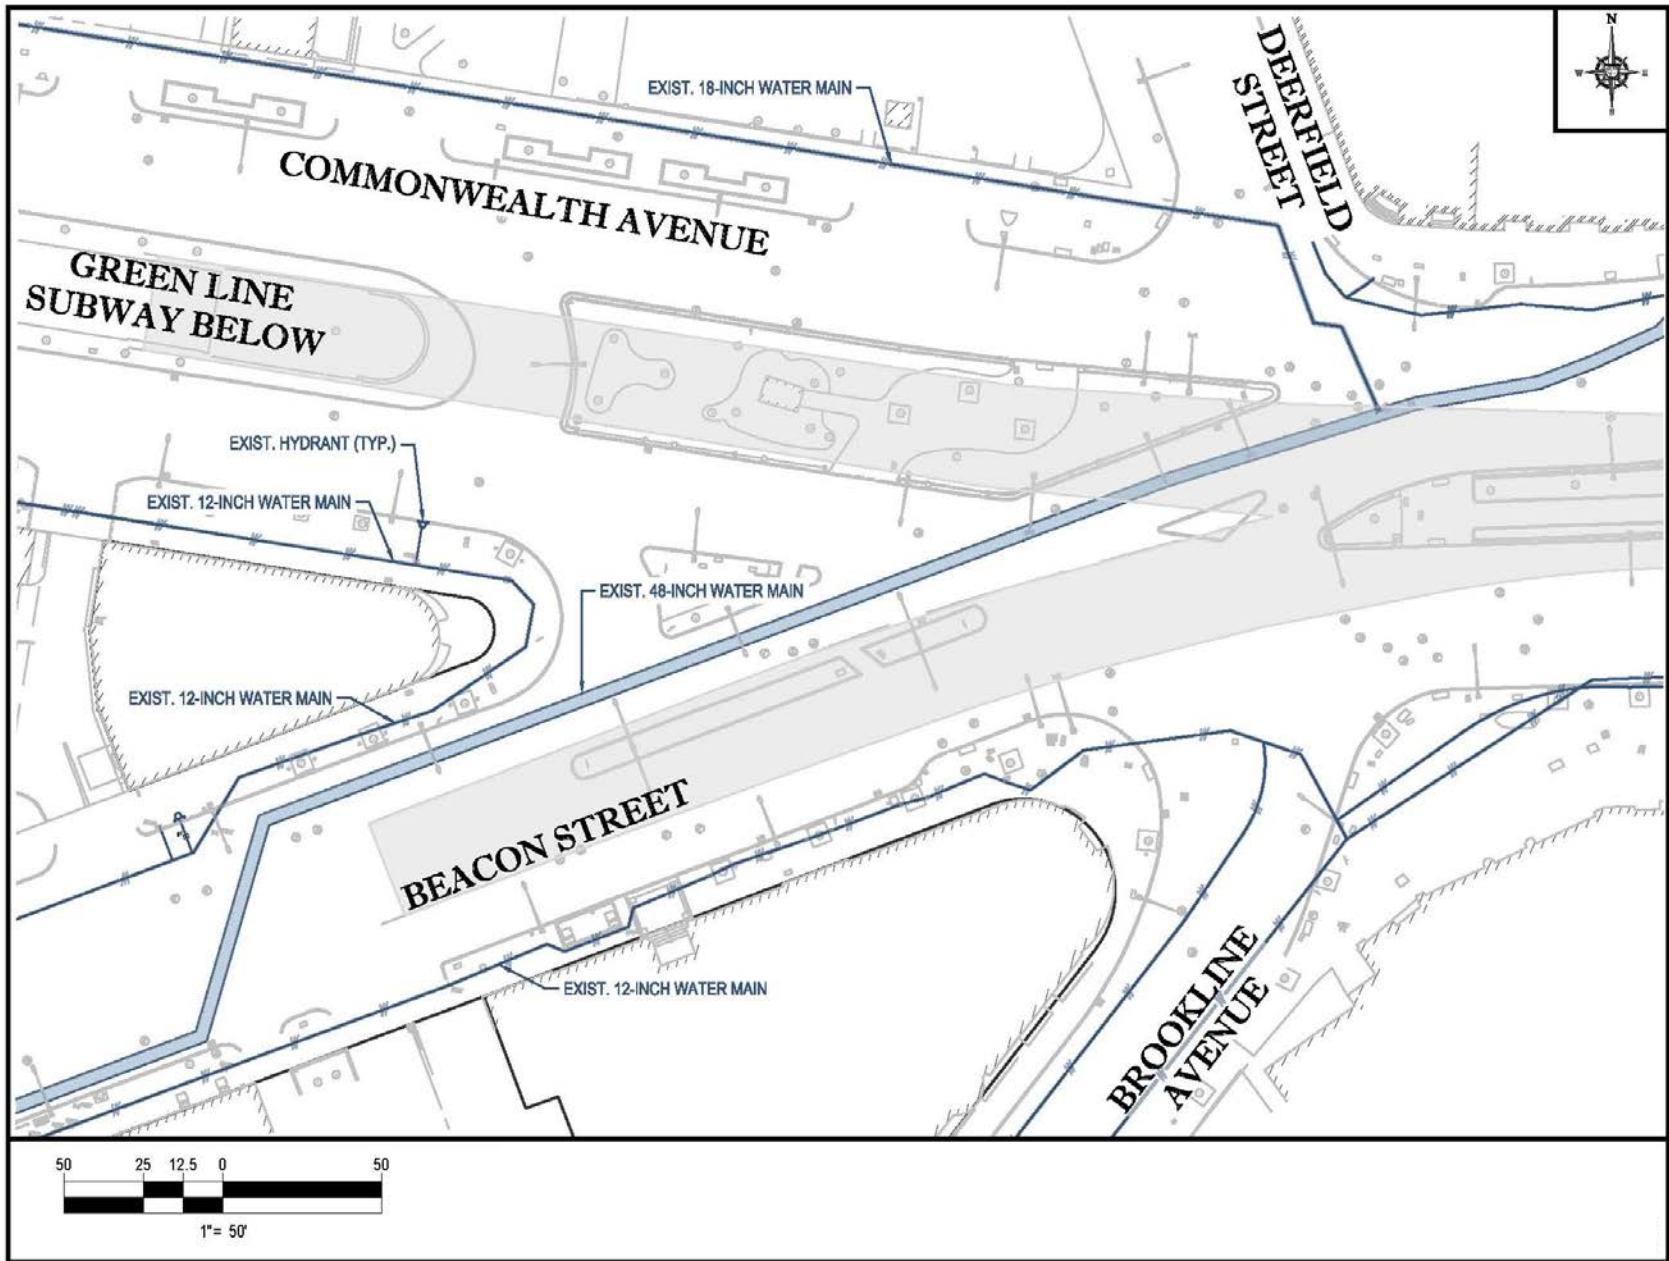 N
W
E
S
DEERFIELD
STREET
EXIST. 18-INCH WATER MAIN
COMMONWEALTH AVENUE
GREEN LINE
SUBWAY BELOW
EXIST. HYDRANT (TYP.)
EXIST. 12-INCH WATER MAIN
EXIST. 48-INCH WATER MAIN
EXIST. 12-INCH WATER MAIN
BEACON STREET
EXIST. 12-INCH WATER MAIN
BROOKLINE
AVENUE
50 25 12.5 0 50
1"= 50'